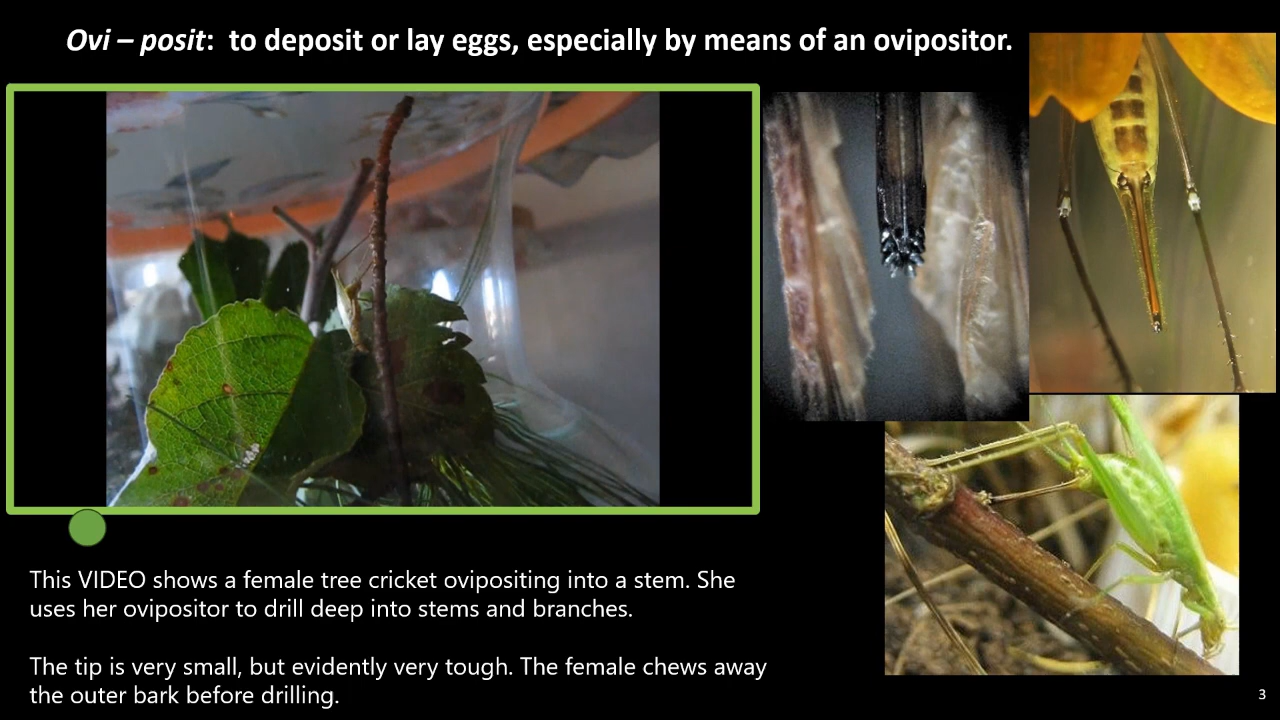 Ovi – posit:  to deposit or lay eggs, especially by means of an ovipositor.
This VIDEO shows a female tree cricket ovipositing into a stem. She
uses her ovipositor to drill deep into stems and branches.
The tip is very small, but evidently very tough. The female chews away
the outer bark before drilling.
3